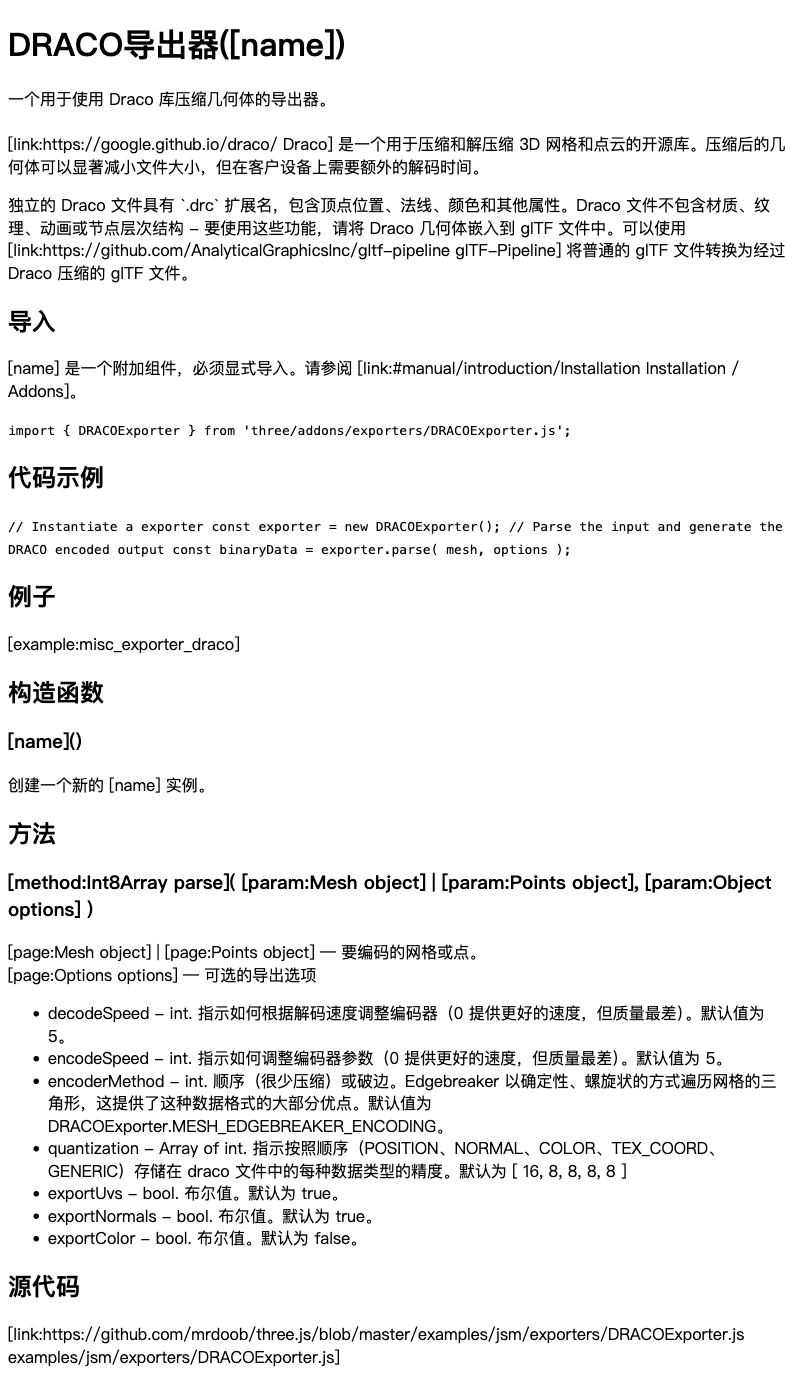 DRACO导出器([name])
一个用于使用 Draco 库压缩几何体的导出器。
[link:https://google.github.io/draco/ Draco] 是一个用于压缩和解压缩 3D 网格和点云的开源库。压缩后的几
何体可以显著减小文件大小，但在客户设备上需要额外的解码时间。
独立的 Draco 文件具有 `.drc` 扩展名，包含顶点位置、法线、颜色和其他属性。Draco 文件不包含材质、纹
理、动画或节点层次结构 – 要使用这些功能，请将 Draco 几何体嵌入到 glTF 文件中。可以使用
[link:https://github.com/AnalyticalGraphicsInc/gltf-pipeline glTF-Pipeline] 将普通的 glTF 文件转换为经过
Draco 压缩的 glTF 文件。
导入
[name] 是一个附加组件，必须显式导入。请参阅 [link:#manual/introduction/Installation Installation /
Addons]。
import { DRACOExporter } from 'three/addons/exporters/DRACOExporter.js';
代码示例
// Instantiate a exporter const exporter = new DRACOExporter(); // Parse the input and generate the
DRACO encoded output const binaryData = exporter.parse( mesh, options );
例子
[example:misc_exporter_draco]
构造函数
[name]()
创建一个新的 [name] 实例。
方法
[method:Int8Array parse]( [param:Mesh object] | [param:Points object], [param:Object
options] )
[page:Mesh object] | [page:Points object] — 要编码的网格或点。
[page:Options options] — 可选的导出选项
• decodeSpeed – int. 指示如何根据解码速度调整编码器（0 提供更好的速度，但质量最差）。默认值为
5。
• encodeSpeed – int. 指示如何调整编码器参数（0 提供更好的速度，但质量最差）。默认值为 5。
• encoderMethod – int. 顺序（很少压缩）或破边。Edgebreaker 以确定性、螺旋状的方式遍历网格的三
角形，这提供了这种数据格式的大部分优点。默认值为
DRACOExporter.MESH_EDGEBREAKER_ENCODING。
• quantization – Array of int. 指示按照顺序（POSITION、NORMAL、COLOR、TEX_COORD、
GENERIC）存储在 draco 文件中的每种数据类型的精度。默认为 [ 16, 8, 8, 8, 8 ]
• exportUvs – bool. 布尔值。默认为 true。
• exportNormals – bool. 布尔值。默认为 true。
• exportColor – bool. 布尔值。默认为 false。
源代码
[link:https://github.com/mrdoob/three.js/blob/master/examples/jsm/exporters/DRACOExporter.js
examples/jsm/exporters/DRACOExporter.js]